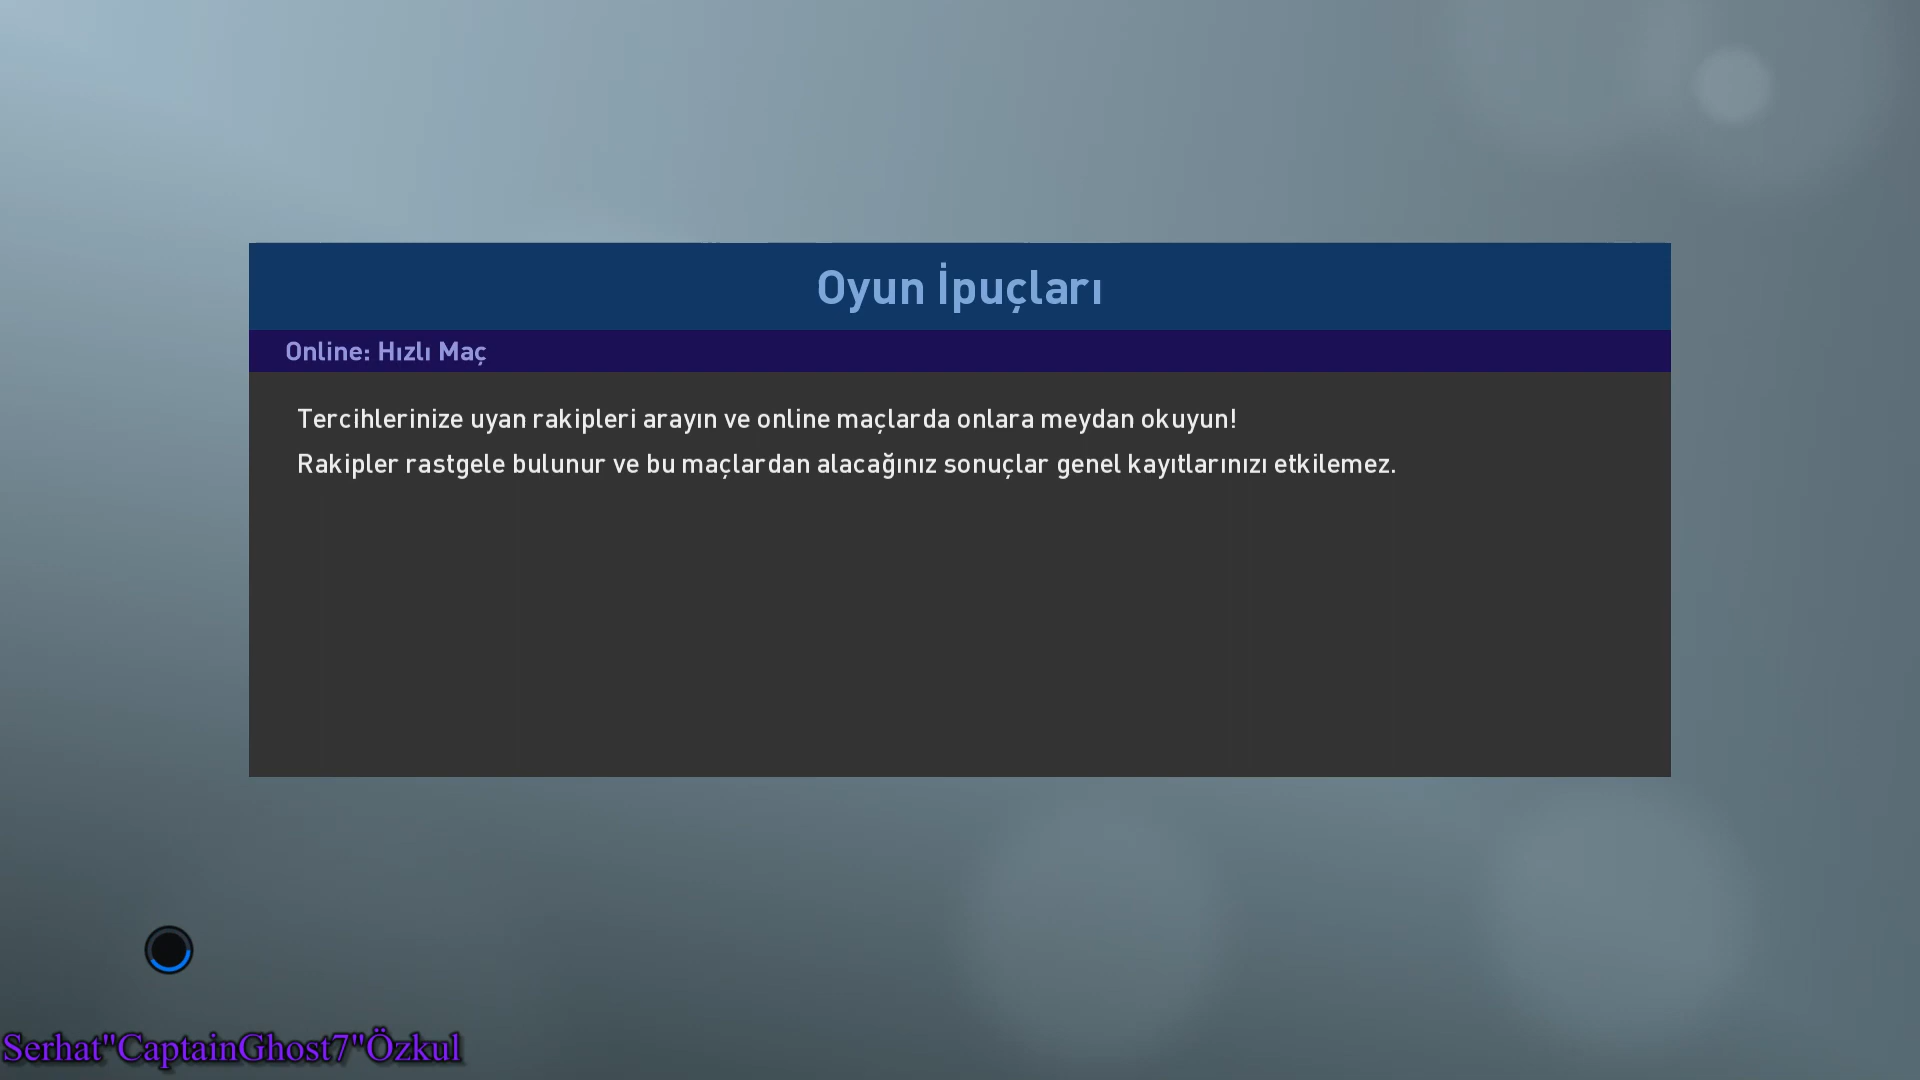 Oyun İpuçları
Online: Hızlı Maç
Tercihlerinize uyan rakipleri arayın ve online maçlarda onlara meydan okuyun!
Rakipler rastgele bulunur ve bu maçlardan alacağınız sonuçlar genel kayıtlarınızı etkilemez.
Serhat"CaptainGhost7"Özkul